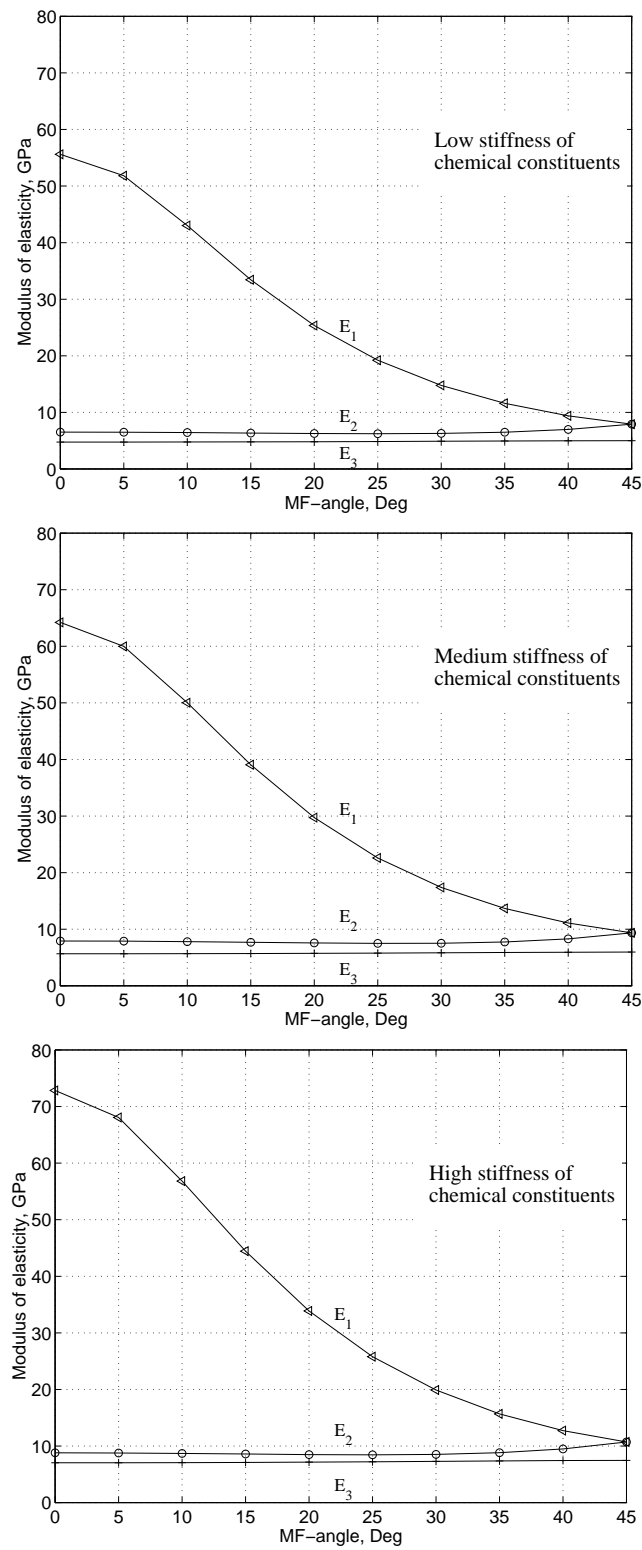 80
70
60
50
40
30
20
10
0
Modulus of elasticity, GPa
Low stiffness of
chemical constituents
E1
E2
E3
0 5 10 15 20 25 30 35 40 45
MF−angle, Deg
80
70
60
50
40
30
20
10
0
Modulus of elasticity, GPa
Medium stiffness of
chemical constituents
E1
E2
E3
0 5 10 15 20 25 30 35 40 45
MF−angle, Deg
80
70
60
50
40
30
20
10
0
Modulus of elasticity, GPa
High stiffness of
chemical constituents
E1
E2
E3
0 5 10 15 20 25 30 35 40 45
MF−angle, Deg